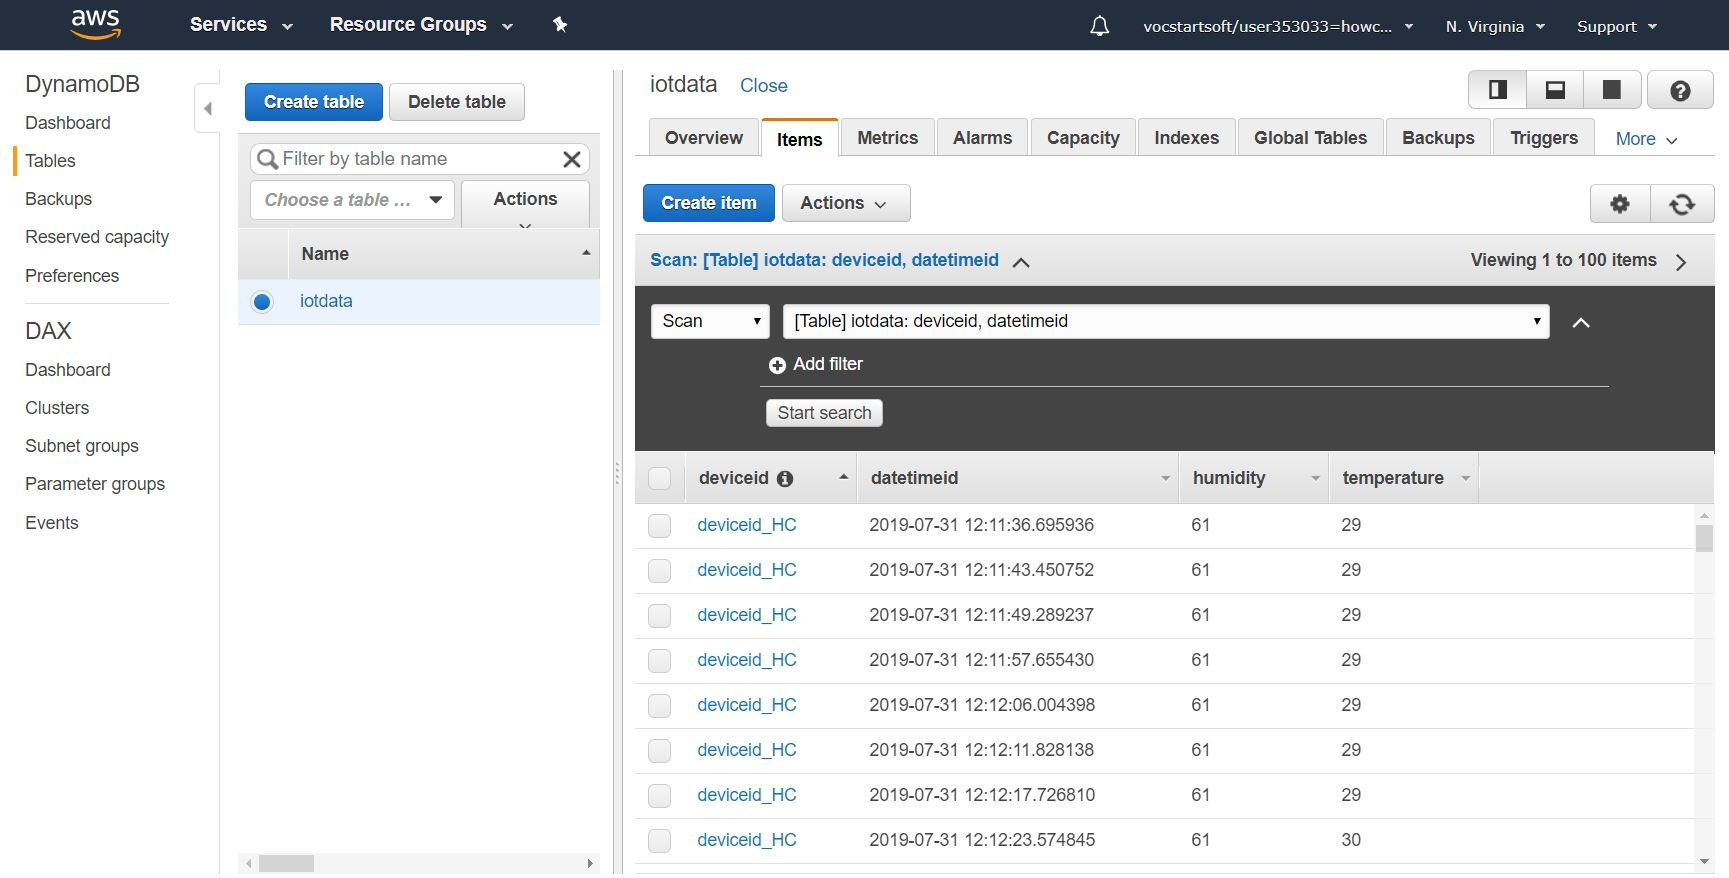 aws
Services
Resource Groups
vocstartsoft/user353033=howc...
N. Virginia
Support
DynamoDB
Dashboard
Tables
Backups
Reserved capacity
Preferences
DAX
Dashboard
Clusters
Subnet groups
Parameter groups
Events
Create table
Delete table
Filter by table name
Choose a table ...
Actions
Name
iotdata
iotdata Close
Overview Items Metrics Alarms Capacity Indexes Global Tables Backups Triggers More
Create item
Actions
Scan: [Table] iotdata: deviceid, datetimeid
Viewing 1 to 100 items
Scan
[Table] iotdata: deviceid, datetimeid
Add filter
Start search
deviceid datetimeid humidity temperature
deviceid_HC 2019-07-31 12:11:36.695936 61 29
deviceid_HC 2019-07-31 12:11:43.450752 61 29
deviceid_HC 2019-07-31 12:11:49.289237 61 29
deviceid_HC 2019-07-31 12:11:57.655430 61 29
deviceid_HC 2019-07-31 12:12:06.004398 61 29
deviceid_HC 2019-07-31 12:12:11.828138 61 29
deviceid_HC 2019-07-31 12:12:17.726810 61 29
deviceid_HC 2019-07-31 12:12:23.574845 61 30